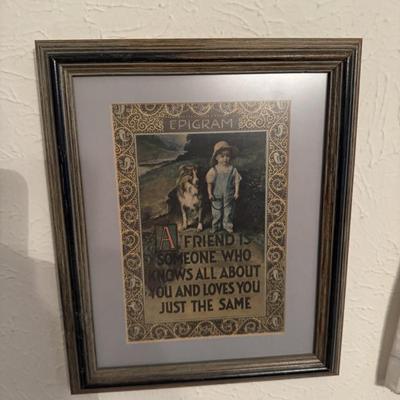 EPIGRAM
A FRIEND IS
SOMEONE WHO
KNOWS ALL ABOUT
YOU AND LOVES YOU
JUST THE SAME